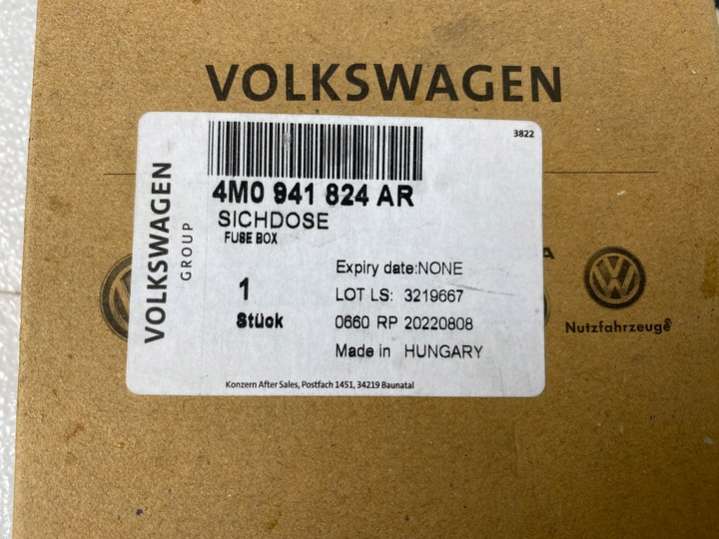 VOLKSWAGEN
3822
VOLKSWAGEN
GROUP
4M0 941 824 AR
SICHDOSE
FUSE BOX
Expiry date:NONE
1 LOT LS: 3219667
Stück 0660 RP 20220808
Made in HUNGARY
Konzern After Sales, Postfach 1451, 34219 Baunatal
A
Nutzfahrzeuge